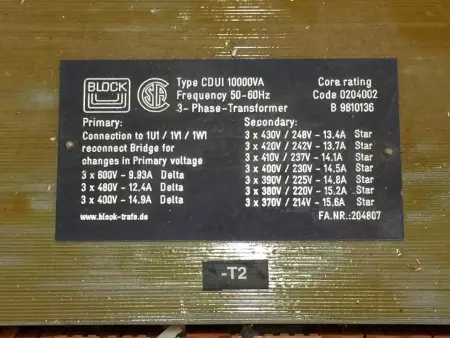 BLOCK
CSA
Type CDUI 10000VA
Frequency 50-60Hz
3-Phase-Transformer
Core rating
Code 0204002
B 9810136
Primary:
Connection to 1U1 / 1V1 / 1W1
reconnect Bridge for
changes in Primary voltage
3 x 600V - 9.93A Delta
3 x 480V - 12.4A Delta
3 x 400V - 14.9A Delta
www.block-trafo.de
Secondary:
3 x 430V / 248V - 13.4A Star
3 x 420V / 242V - 13.7A Star
3 x 410V / 237V - 14.1A Star
3 x 400V / 230V - 14.5A Star
3 x 390V / 225V - 14.8A Star
3 x 380V / 220V - 15.2A Star
3 x 370V / 214V - 15.6A Star
FA.NR.:204807
-T2